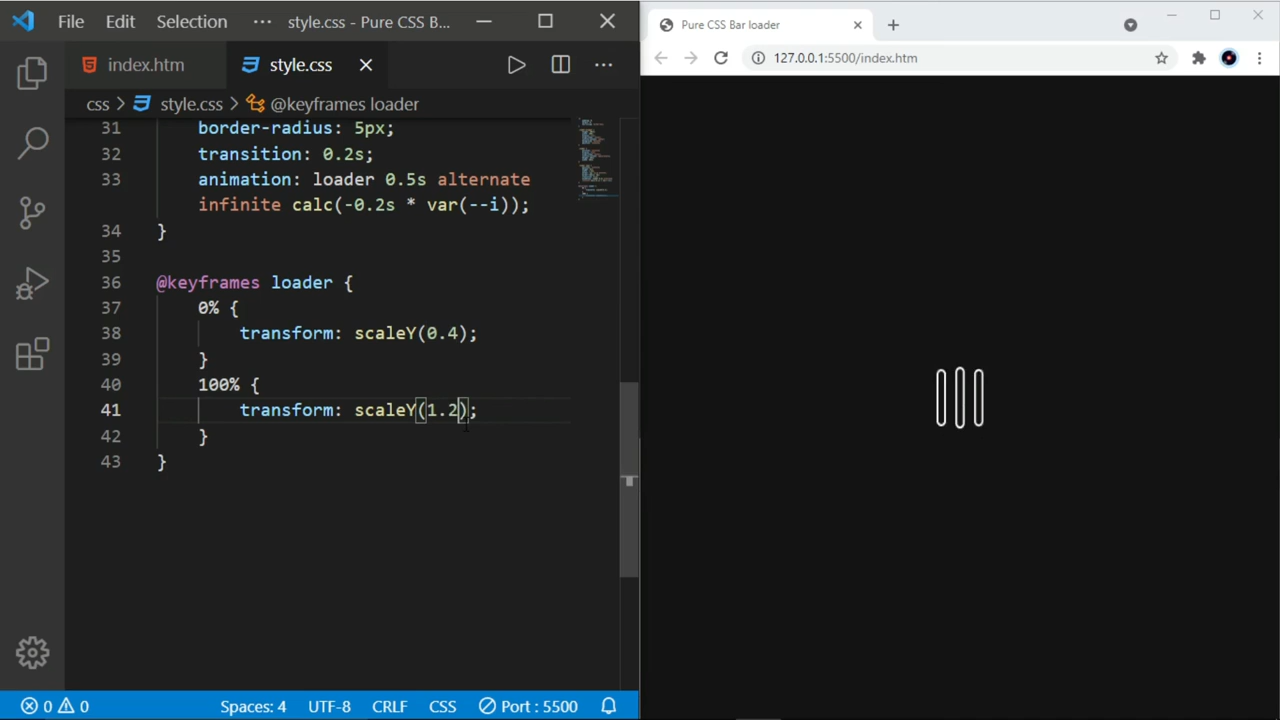 File Edit Selection ··· style.css - Pure CSS B...
index.htm style.css
css > style.css > @keyframes loader
31 border-radius: 5px;
32 transition: 0.2s;
33 animation: loader 0.5s alternate
infinite calc(-0.2s * var(--i));
34 }
35
36 @keyframes loader {
37 0% {
38 transform: scaleY(0.4);
39 }
40 100% {
41 transform: scaleY(1.2);
42 }
43 }
0 0 Spaces: 4 UTF-8 CRLF CSS Port : 5500
Pure CSS Bar loader
127.0.0.1:5500/index.htm